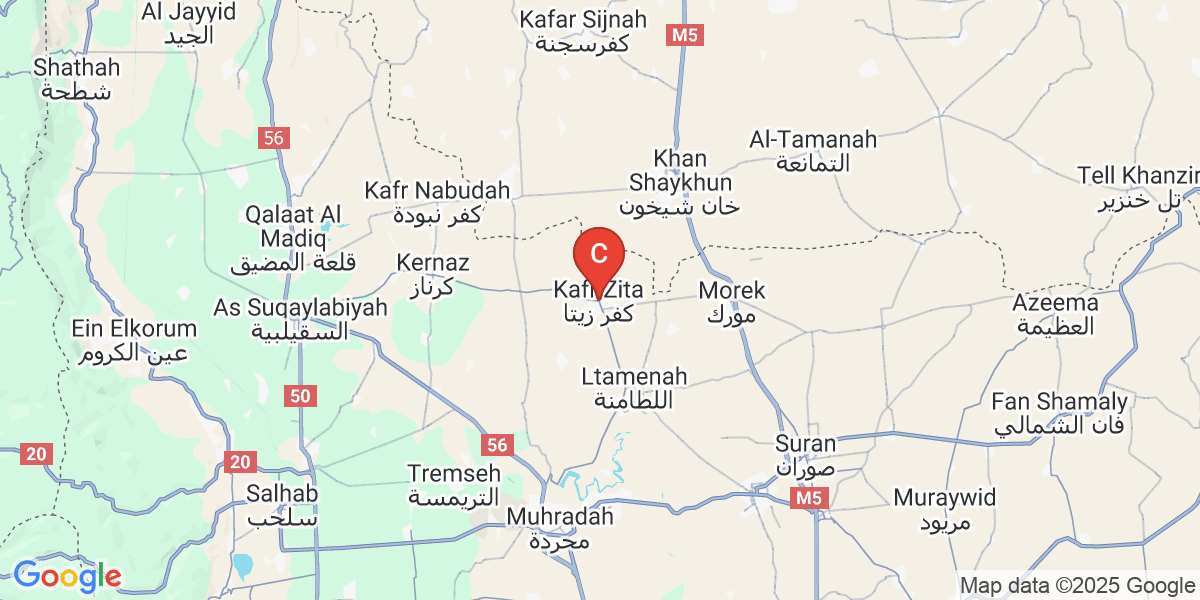 Al Jayyid
الجيد
Kafar Sijnah
كفرسجنة
M5
Shathah
شطحة
56
Al-Tamanah
التمانعة
Khan
Shaykhun
خان شيخون
Tell Khanzir
تل خنزير
Kafr Nabudah
كفر نبودة
Qalaat Al
Madiq
قلعة المضيق
C
Kernaz
كرناز
Kafr Zita
كفر زيتا
Morek
مورك
Azeema
العظيمة
As Suqaylabiyah
السقيلبية
Ein Elkorum
عين الكروم
Ltamenah
اللطامنة
50
Fan Shamaly
فان الشمالي
56
Suran
صوران
20
20
Tremseh
التريمسة
Salhab
سلحب
M5
Muraywid
مريود
Muhradah
محردة
Google
Map data ©2025 Google